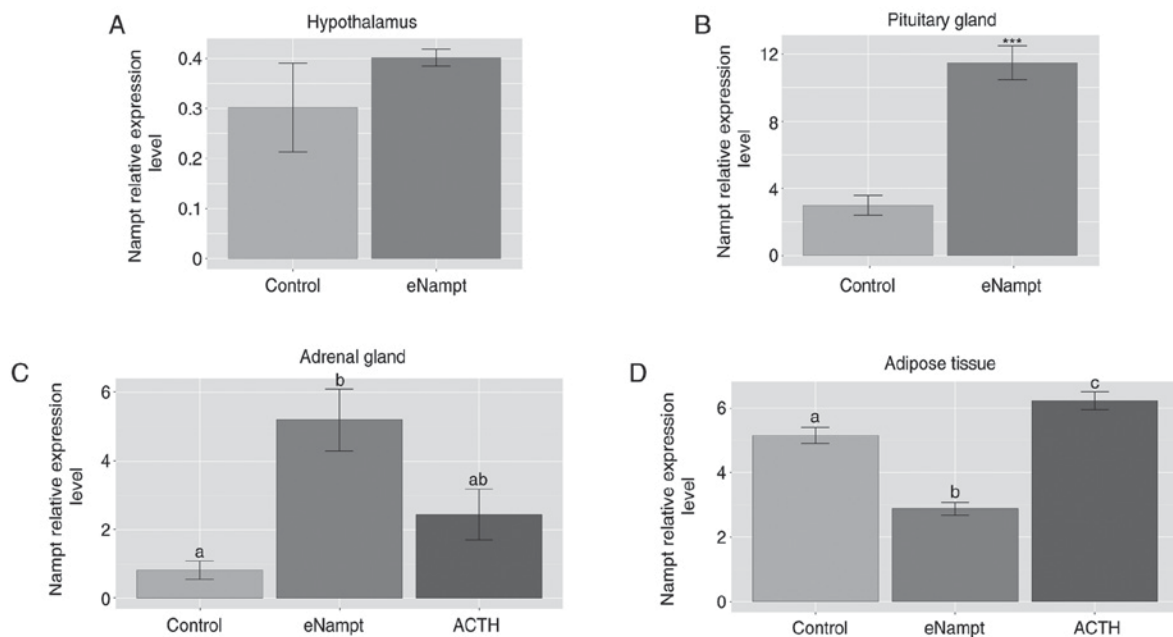 A
Hypothalamus
Nampt relative expression
level
0.4
0.3
0.2
0.1
0
Control eNampt
B
Pituitary gland
Nampt relative expression
level
***
12
8
4
0
Control eNampt
C
Adrenal gland
Nampt relative expression
level
6
4
2
0
a
b
ab
Control eNampt ACTH
D
Adipose tissue
Nampt relative expression
level
6
4
2
0
a
b
c
Control eNampt ACTH